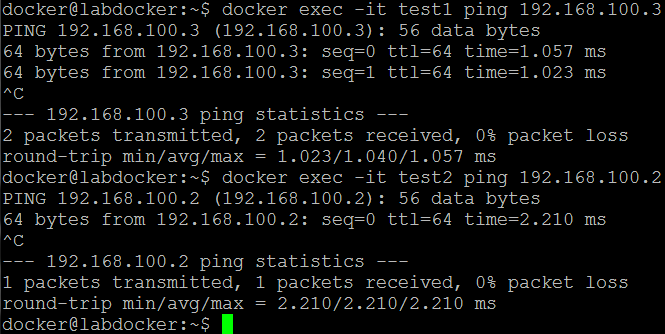 docker@labdocker:~$ docker exec -it test1 ping 192.168.100.3
PING 192.168.100.3 (192.168.100.3): 56 data bytes
64 bytes from 192.168.100.3: seq=0 ttl=64 time=1.057 ms
64 bytes from 192.168.100.3: seq=1 ttl=64 time=1.023 ms
^C
--- 192.168.100.3 ping statistics ---
2 packets transmitted, 2 packets received, 0% packet loss
round-trip min/avg/max = 1.023/1.040/1.057 ms
docker@labdocker:~$ docker exec -it test2 ping 192.168.100.2
PING 192.168.100.2 (192.168.100.2): 56 data bytes
64 bytes from 192.168.100.2: seq=0 ttl=64 time=2.210 ms
^C
--- 192.168.100.2 ping statistics ---
1 packets transmitted, 1 packets received, 0% packet loss
round-trip min/avg/max = 2.210/2.210/2.210 ms
docker@labdocker:~$